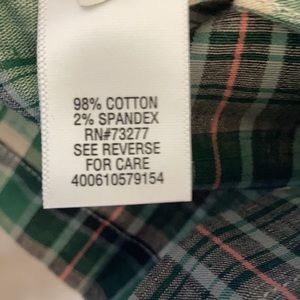 98% COTTON
2% SPANDEX
RN#73277
SEE REVERSE
FOR CARE
400610579154